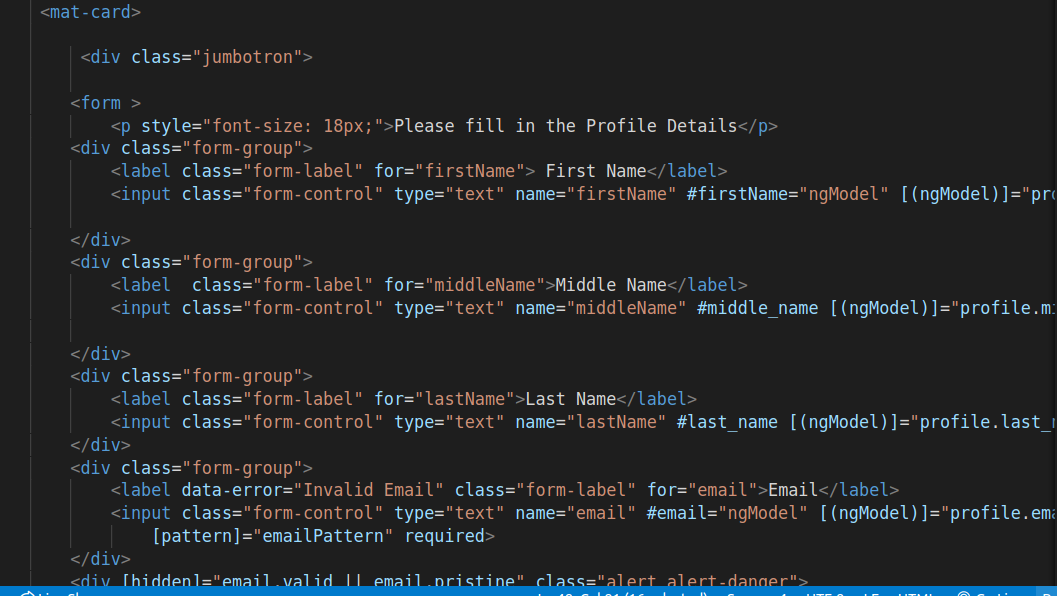 <mat-card>
<div class="jumbotron">
<form >
<p style="font-size: 18px;">Please fill in the Profile Details</p>
<div class="form-group">
<label class="form-label" for="firstName"> First Name</label>
<input class="form-control" type="text" name="firstName" #firstName="ngModel" [(ngModel)]="pro
</div>
<div class="form-group">
<label  class="form-label" for="middleName">Middle Name</label>
<input class="form-control" type="text" name="middleName" #middle_name [(ngModel)]="profile.mi
</div>
<div class="form-group">
<label class="form-label" for="lastName">Last Name</label>
<input class="form-control" type="text" name="lastName" #last_name [(ngModel)]="profile.last_n
</div>
<div class="form-group">
<label data-error="Invalid Email" class="form-label" for="email">Email</label>
<input class="form-control" type="text" name="email" #email="ngModel" [(ngModel)]="profile.ema
[pattern]="emailPattern" required>
</div>
<div [hidden]="email.valid || email.pristine" class="alert alert-danger">